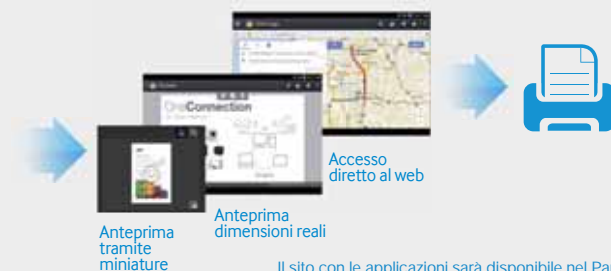 OneConnection
Accesso
diretto al web
Anteprima
dimensioni reali
Anteprima
tramite
miniature
Il sito con le applicazioni sarà disponibile nel Pa